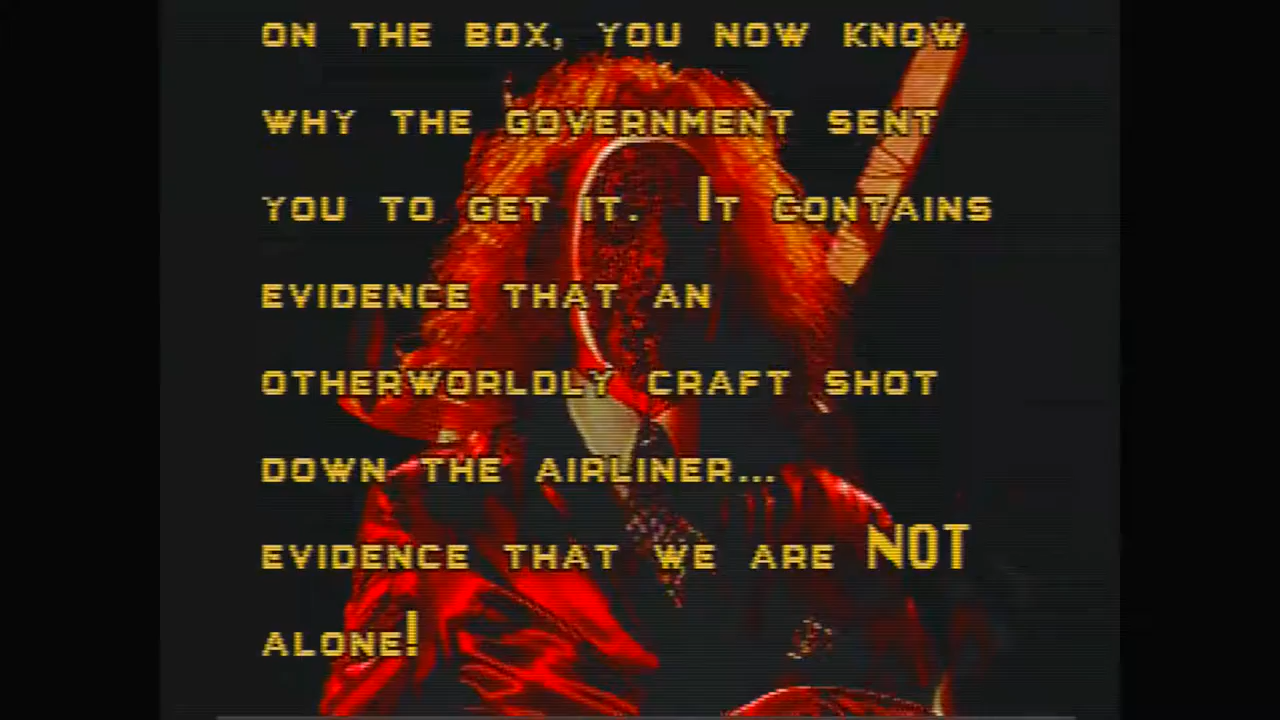 ON THE BOX, YOU NOW KNOW
WHY THE GOVERNMENT SENT
YOU TO GET IT. IT CONTAINS
EVIDENCE THAT AN
OTHERWORLDLY CRAFT SHOT
DOWN THE AIRLINER...
EVIDENCE THAT WE ARE NOT
ALONE!